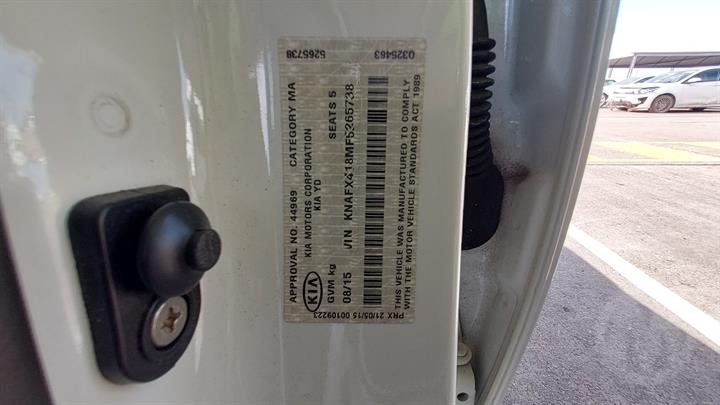 5265738 Q325463
APPROVAL NO. 44969 CATEGORY MA
KIA MOTORS CORPORATION
KIA YD SEATS 5
KIA GVM kg
08/15 VIN KNAFX418MF5265738
THIS VEHICLE WAS MANUFACTURED TO COMPLY
WITH THE MOTOR VEHICLE STANDARDS ACT 1989
PRX 21/05/15 00109223